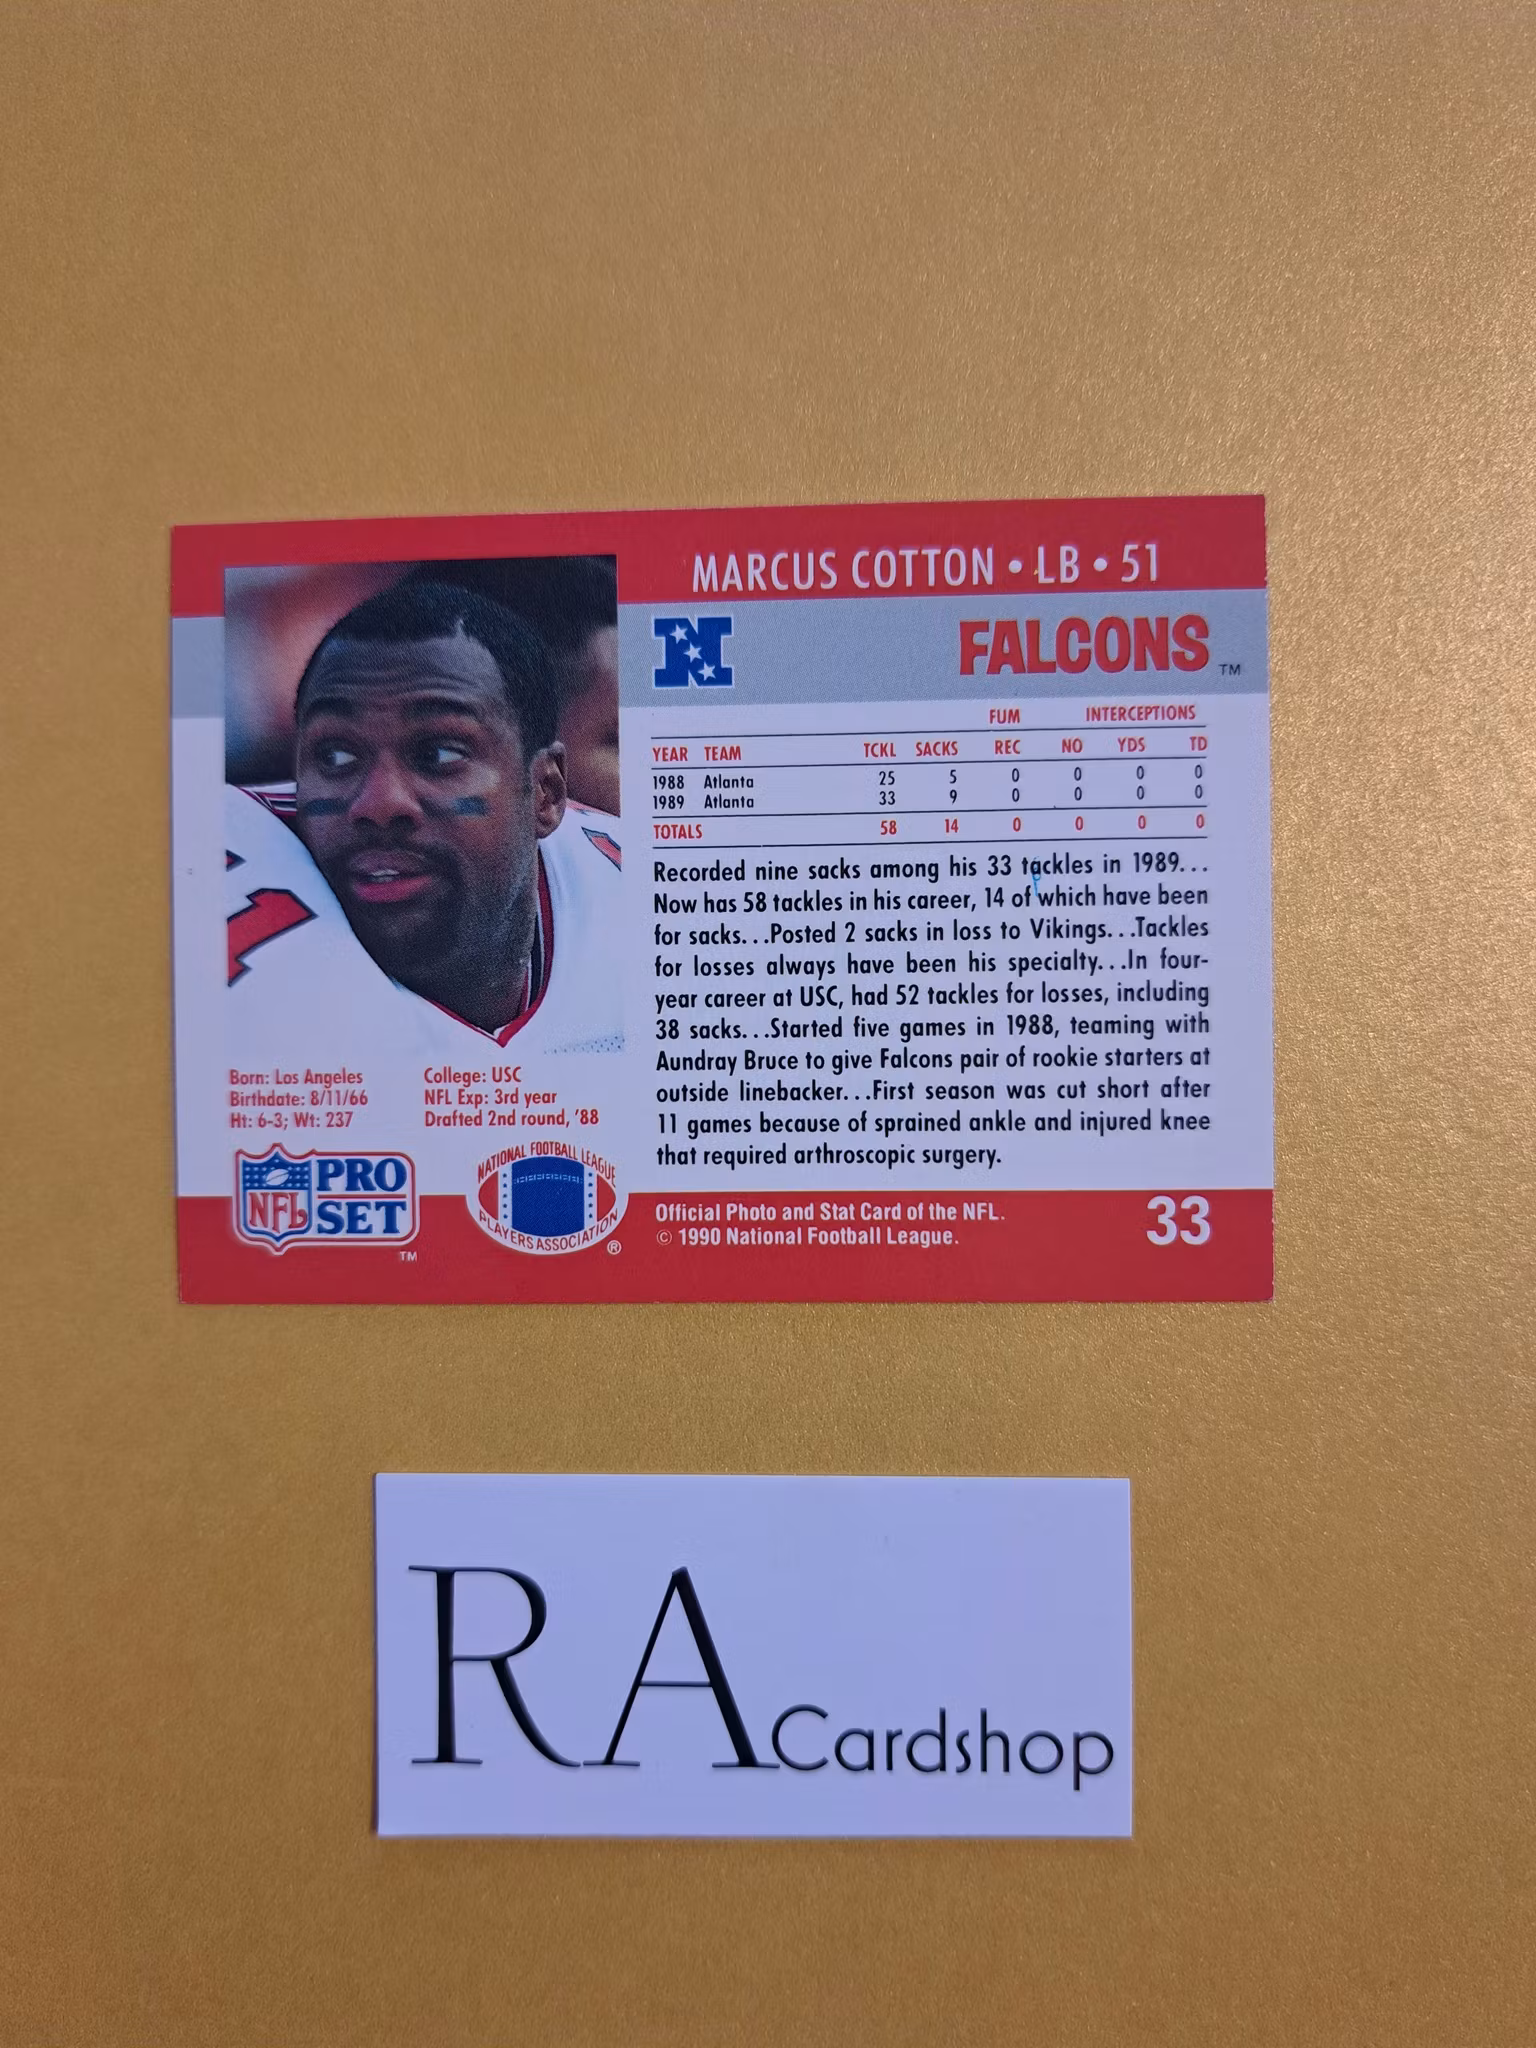 MARCUS COTTON • LB • 51
N
FALCONS ™
FUM INTERCEPTIONS
YEAR TEAM TCKL SACKS REC NO YDS TD
1988 Atlanta 25 5 0 0 0 0
1989 Atlanta 33 9 0 0 0 0
TOTALS 58 14 0 0 0 0
Recorded nine sacks among his 33 tackles in 1989...
Now has 58 tackles in his career, 14 of which have been
for sacks...Posted 2 sacks in loss to Vikings...Tackles
for losses always have been his specialty...In four-
year career at USC, had 52 tackles for losses, including
38 sacks...Started five games in 1988, teaming with
Aundray Bruce to give Falcons pair of rookie starters at
outside linebacker...First season was cut short after
11 games because of sprained ankle and injured knee
that required arthroscopic surgery.
Born: Los Angeles
Birthdate: 8/11/66
Ht: 6-3; Wt: 237
College: USC
NFL Exp: 3rd year
Drafted 2nd round, '88
NFL PRO SET ™
NATIONAL FOOTBALL LEAGUE
PLAYERS ASSOCIATION ®
Official Photo and Stat Card of the NFL.
© 1990 National Football League.
33
RA Cardshop